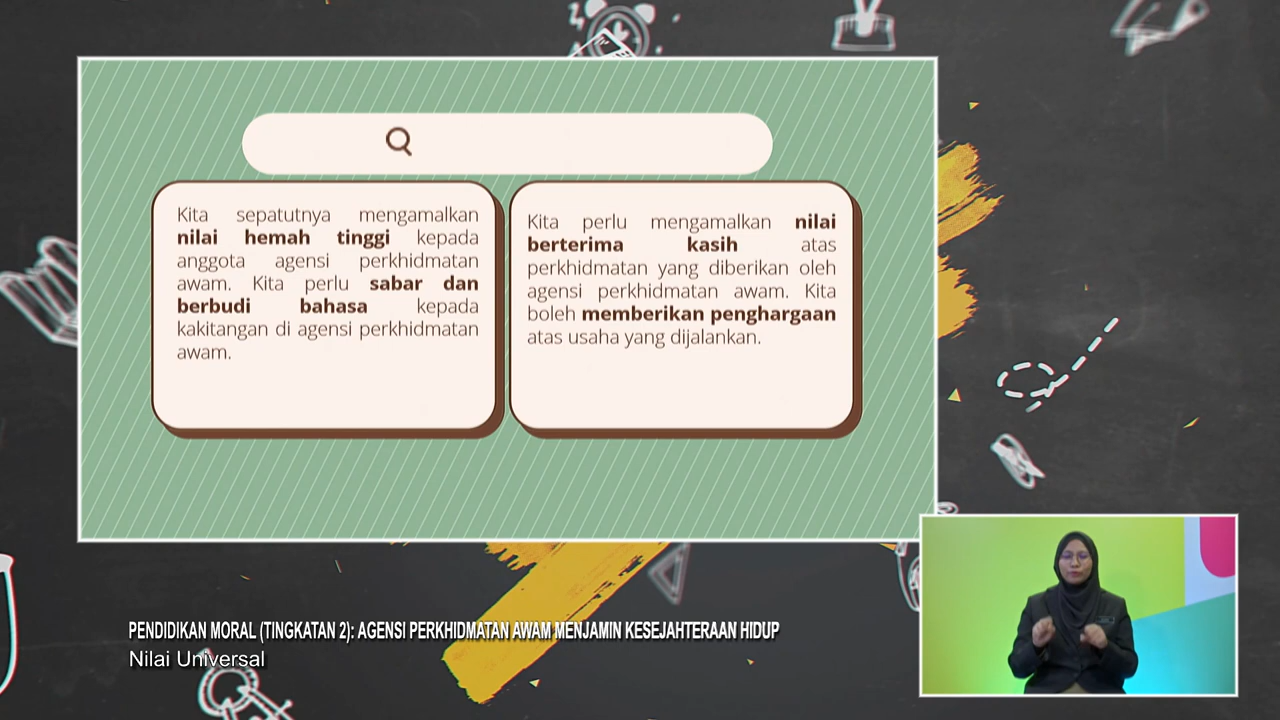 Kita sepatutnya mengamalkan
nilai hemah tinggi kepada
anggota agensi perkhidmatan
awam. Kita perlu sabar dan
berbudi bahasa kepada
kakitangan di agensi perkhidmatan
awam.
Kita perlu mengamalkan nilai
berterima kasih atas
perkhidmatan yang diberikan oleh
agensi perkhidmatan awam. Kita
boleh memberikan penghargaan
atas usaha yang dijalankan.
PENDIDIKAN MORAL (TINGKATAN 2): AGENSI PERKHIDMATAN AWAM MENJAMIN KESEJAHTERAAN HIDUP
Nilai Universal